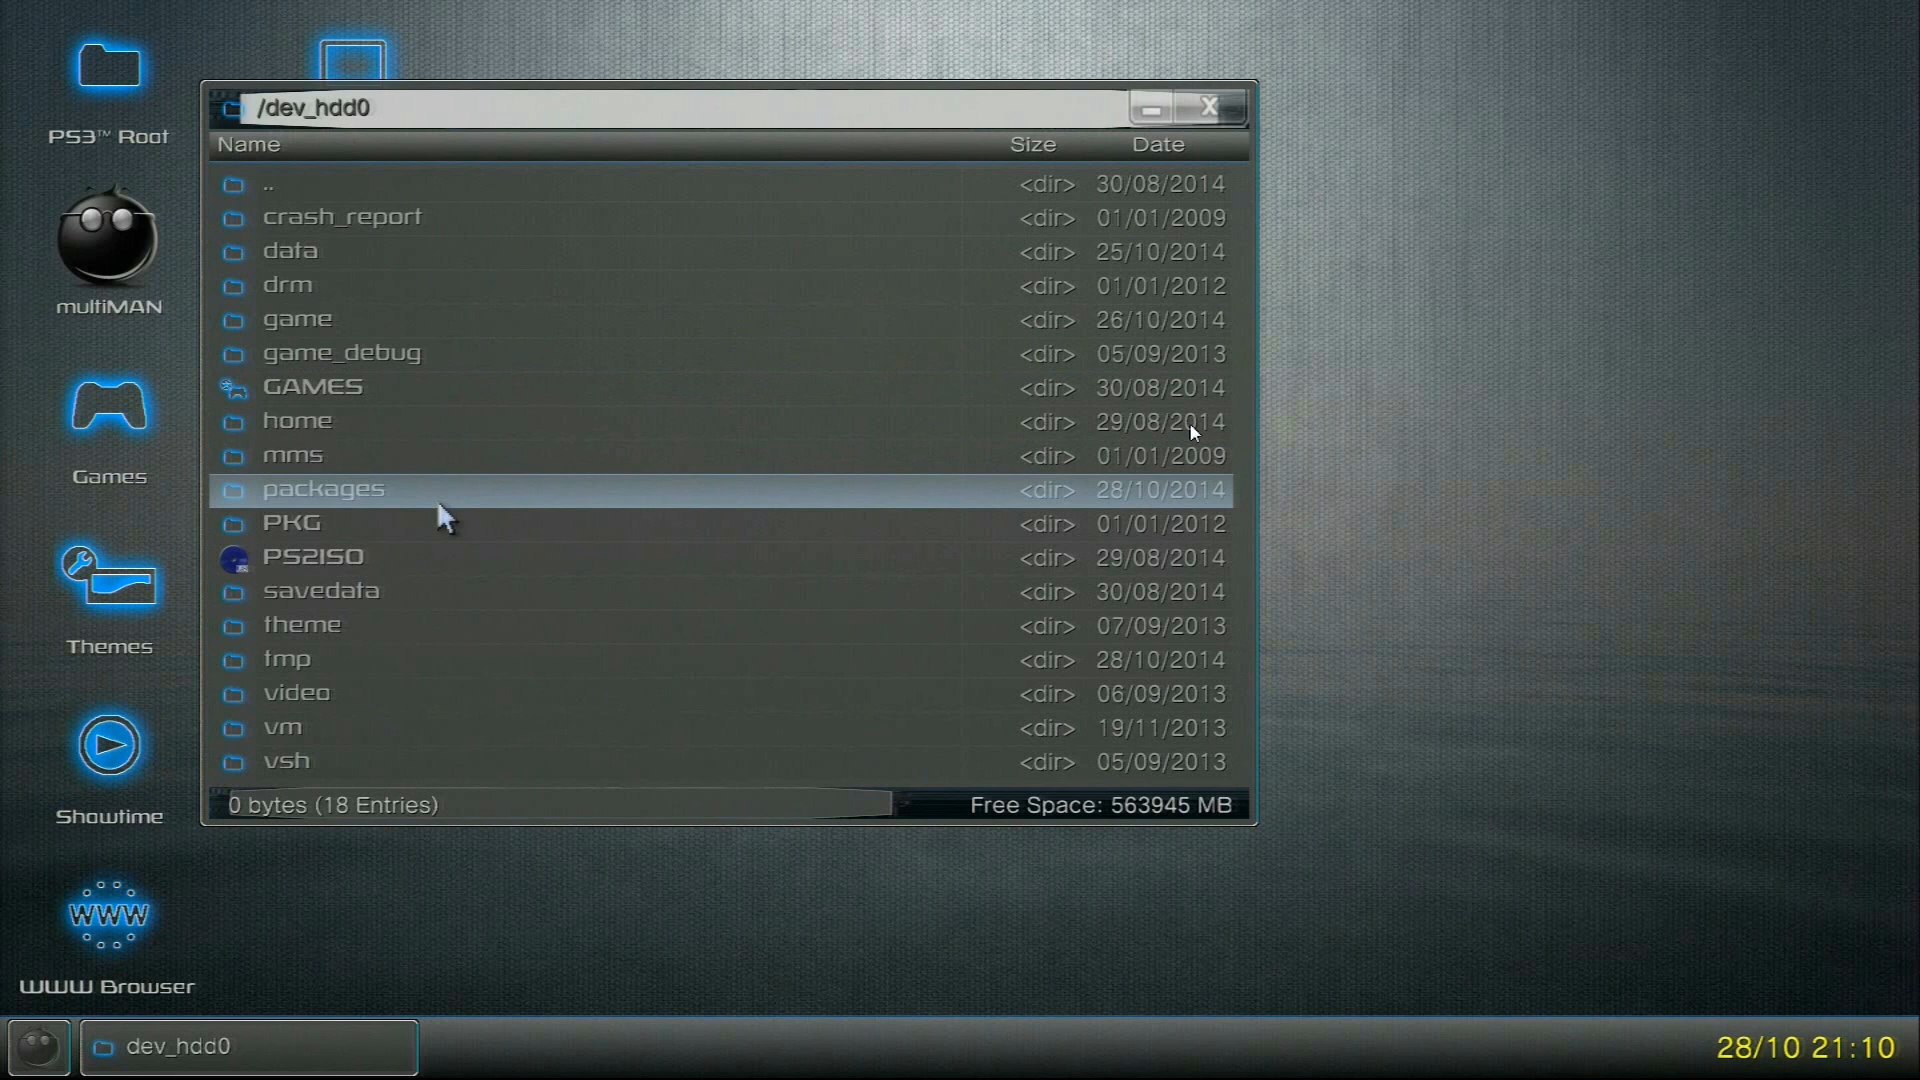 PS3™ Root
multiMAN
Games
Themes
Showtime
WWW
WWW Browser
/dev_hdd0
X
Name Size Date
.. <dir> 30/08/2014
crash_report <dir> 01/01/2009
data <dir> 25/10/2014
drm <dir> 01/01/2012
game <dir> 26/10/2014
game_debug <dir> 05/09/2013
GAMES <dir> 30/08/2014
home <dir> 29/08/2014
mms <dir> 01/01/2009
packages <dir> 28/10/2014
PKG <dir> 01/01/2012
PS2ISO <dir> 29/08/2014
savedata <dir> 30/08/2014
theme <dir> 07/09/2013
tmp <dir> 28/10/2014
video <dir> 06/09/2013
vm <dir> 19/11/2013
vsh <dir> 05/09/2013
0 bytes (18 Entries) Free Space: 563945 MB
dev_hdd0
28/10 21:10